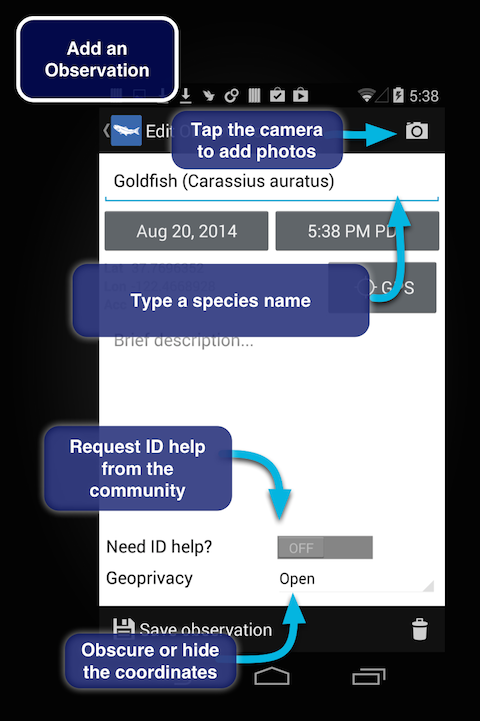 Add an
Observation
5:38
Edit
Tap the camera
to add photos
Goldfish (Carassius auratus)
Aug 20, 2014
5:38 PM PD
Type a species name
GPS
Brief description...
Request ID help
from the
community
Need ID help?
OFF
Geoprivacy
Open
Save observation
Obscure or hide
the coordinates